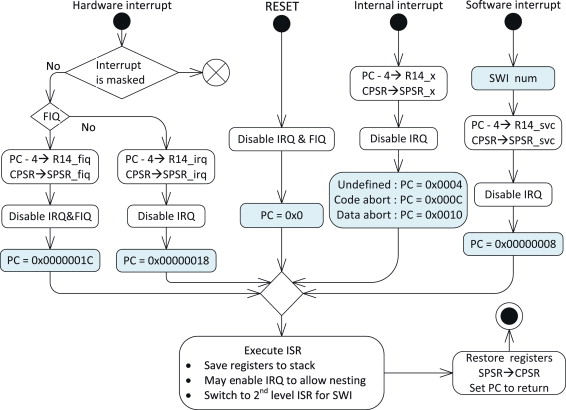 Hardware interrupt
RESET
Internal interrupt
Software interrupt
No
Interrupt
is masked
FIQ
No
PC - 4→ R14_fiq
CPSR→SPSR_fiq
PC - 4→ R14_irq
CPSR→SPSR_irq
Disable IRQ&FIQ
Disable IRQ
PC = 0x0000001C
PC = 0x00000018
Disable IRQ & FIQ
PC = 0x0
PC - 4→ R14_x
CPSR→SPSR_x
Disable IRQ
Undefined : PC = 0x0004
Code abort : PC = 0x000C
Data abort : PC = 0x0010
SWI num
PC - 4→ R14_svc
CPSR→SPSR_svc
Disable IRQ
PC = 0x00000008
Execute ISR
• Save registers to stack
• May enable IRQ to allow nesting
• Switch to 2nd level ISR for SWI
Restore registers
SPSR→CPSR
Set PC to return